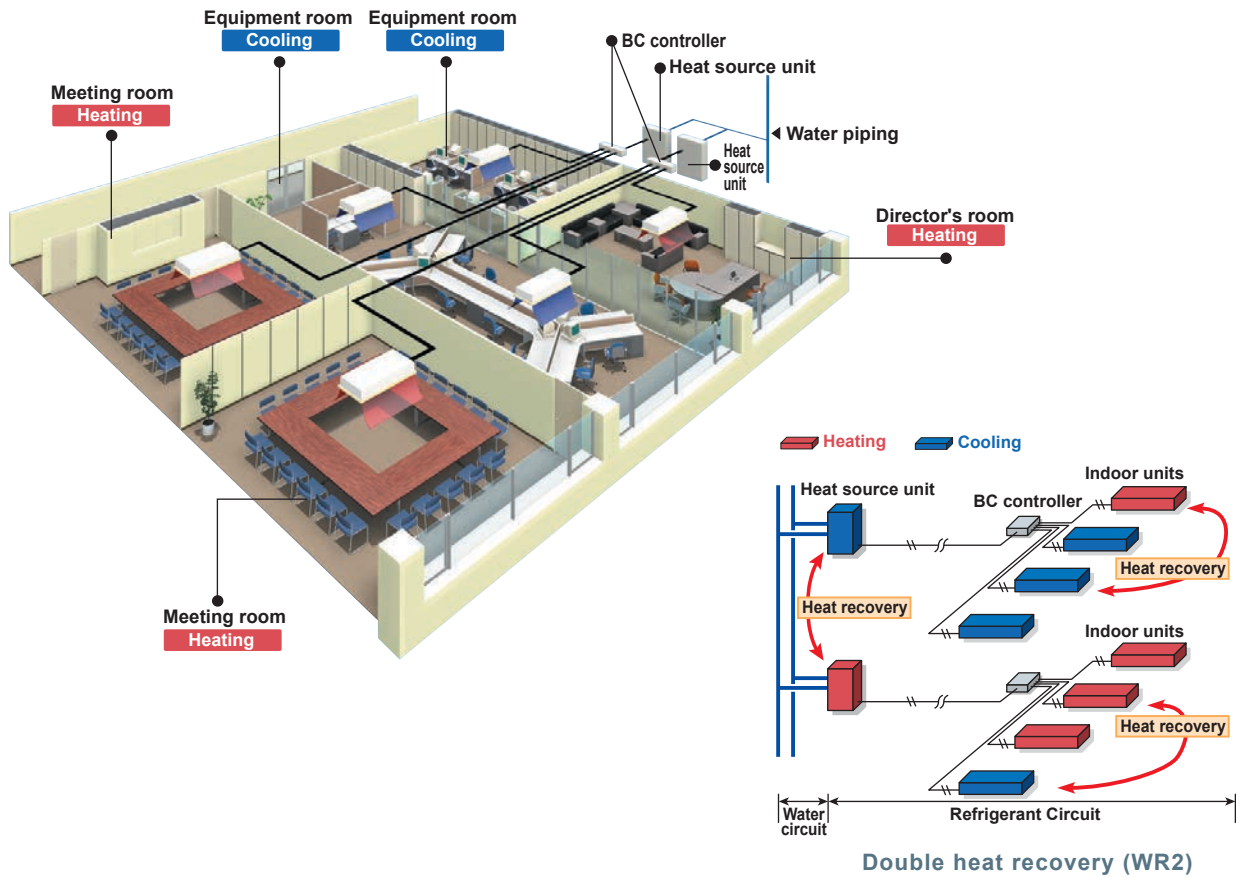 Equipment room
Cooling
Equipment room
Cooling
BC controller
Heat source unit
Meeting room
Heating
Water piping
Heat
source
unit
Director's room
Heating
Meeting room
Heating
Heating
Cooling
Indoor units
Heat source unit
BC controller
Heat recovery
Heat recovery
Indoor units
Heat recovery
Water
circuit
Refrigerant Circuit
Double heat recovery (WR2)